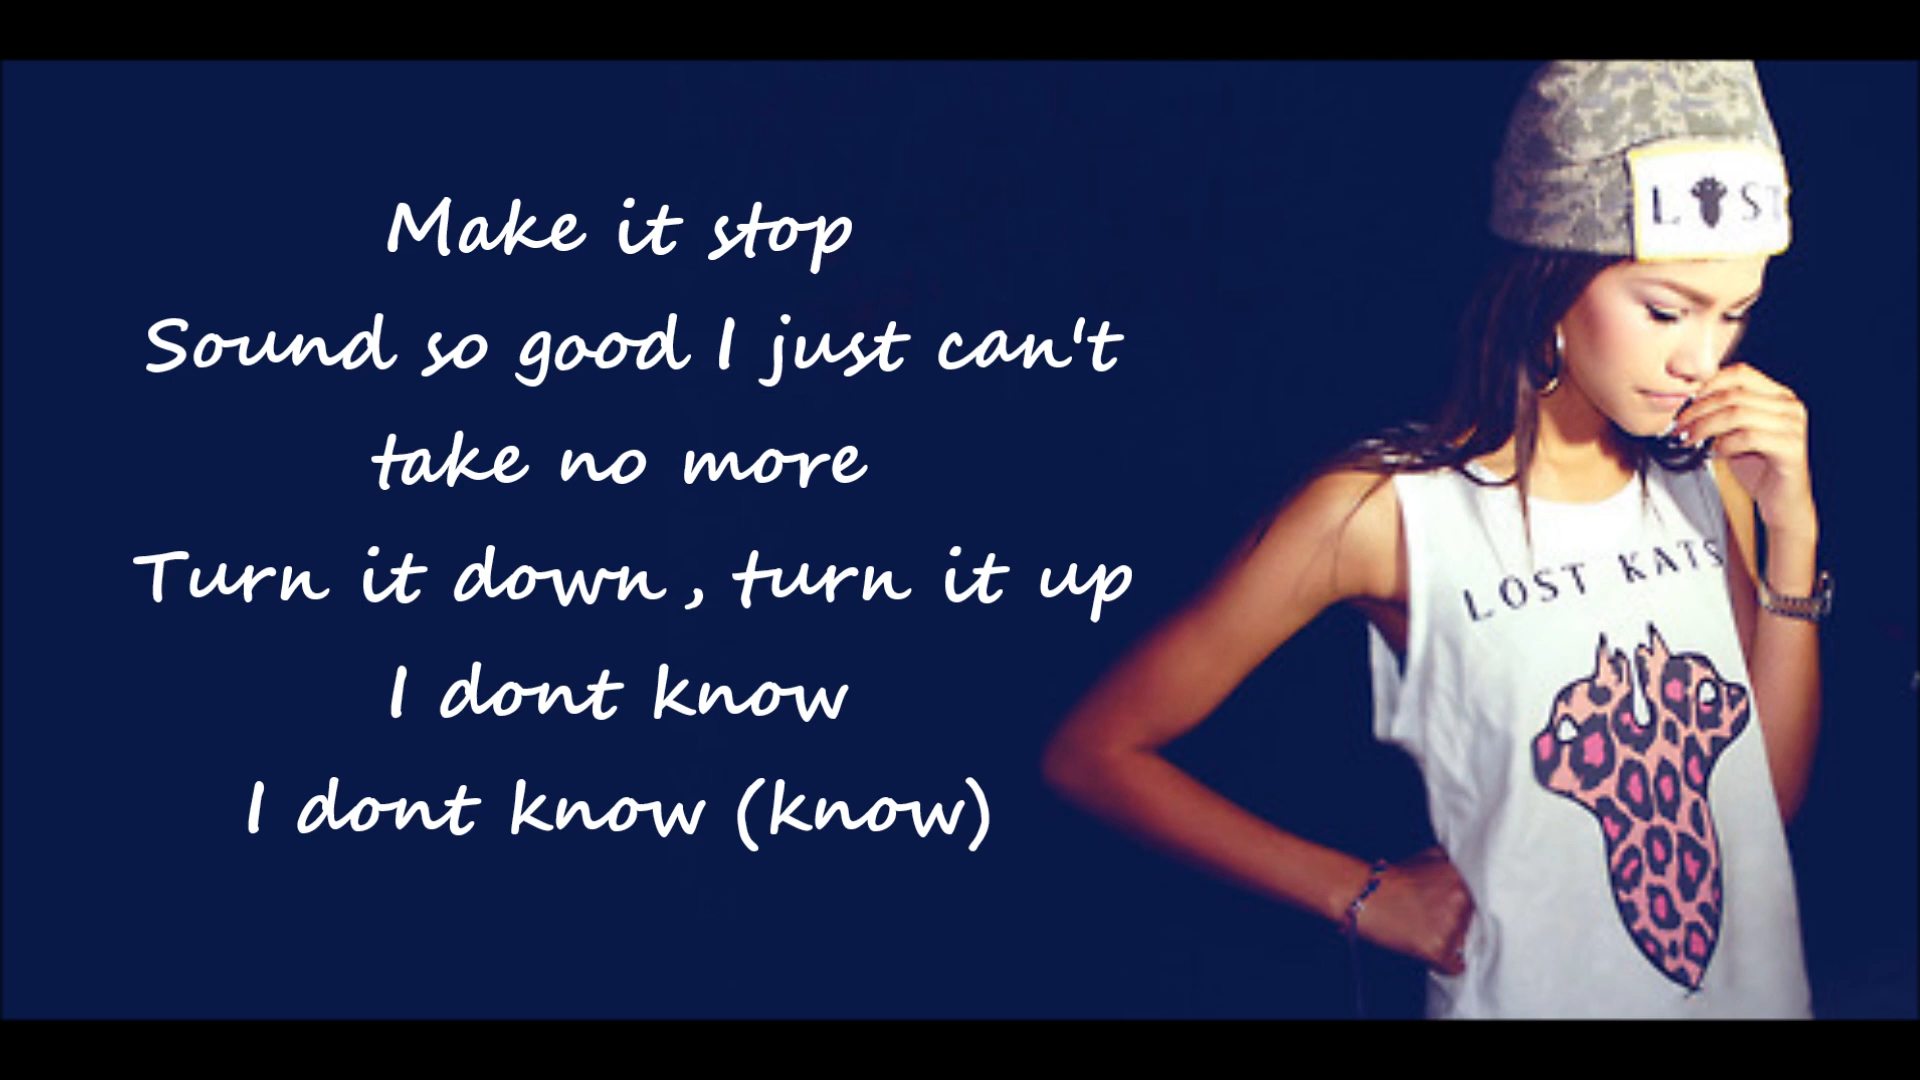 Make it stop
Sound so good I just can't
take no more
Turn it down , turn it up
I dont know
I dont know (know)
L ST
LOST KATS